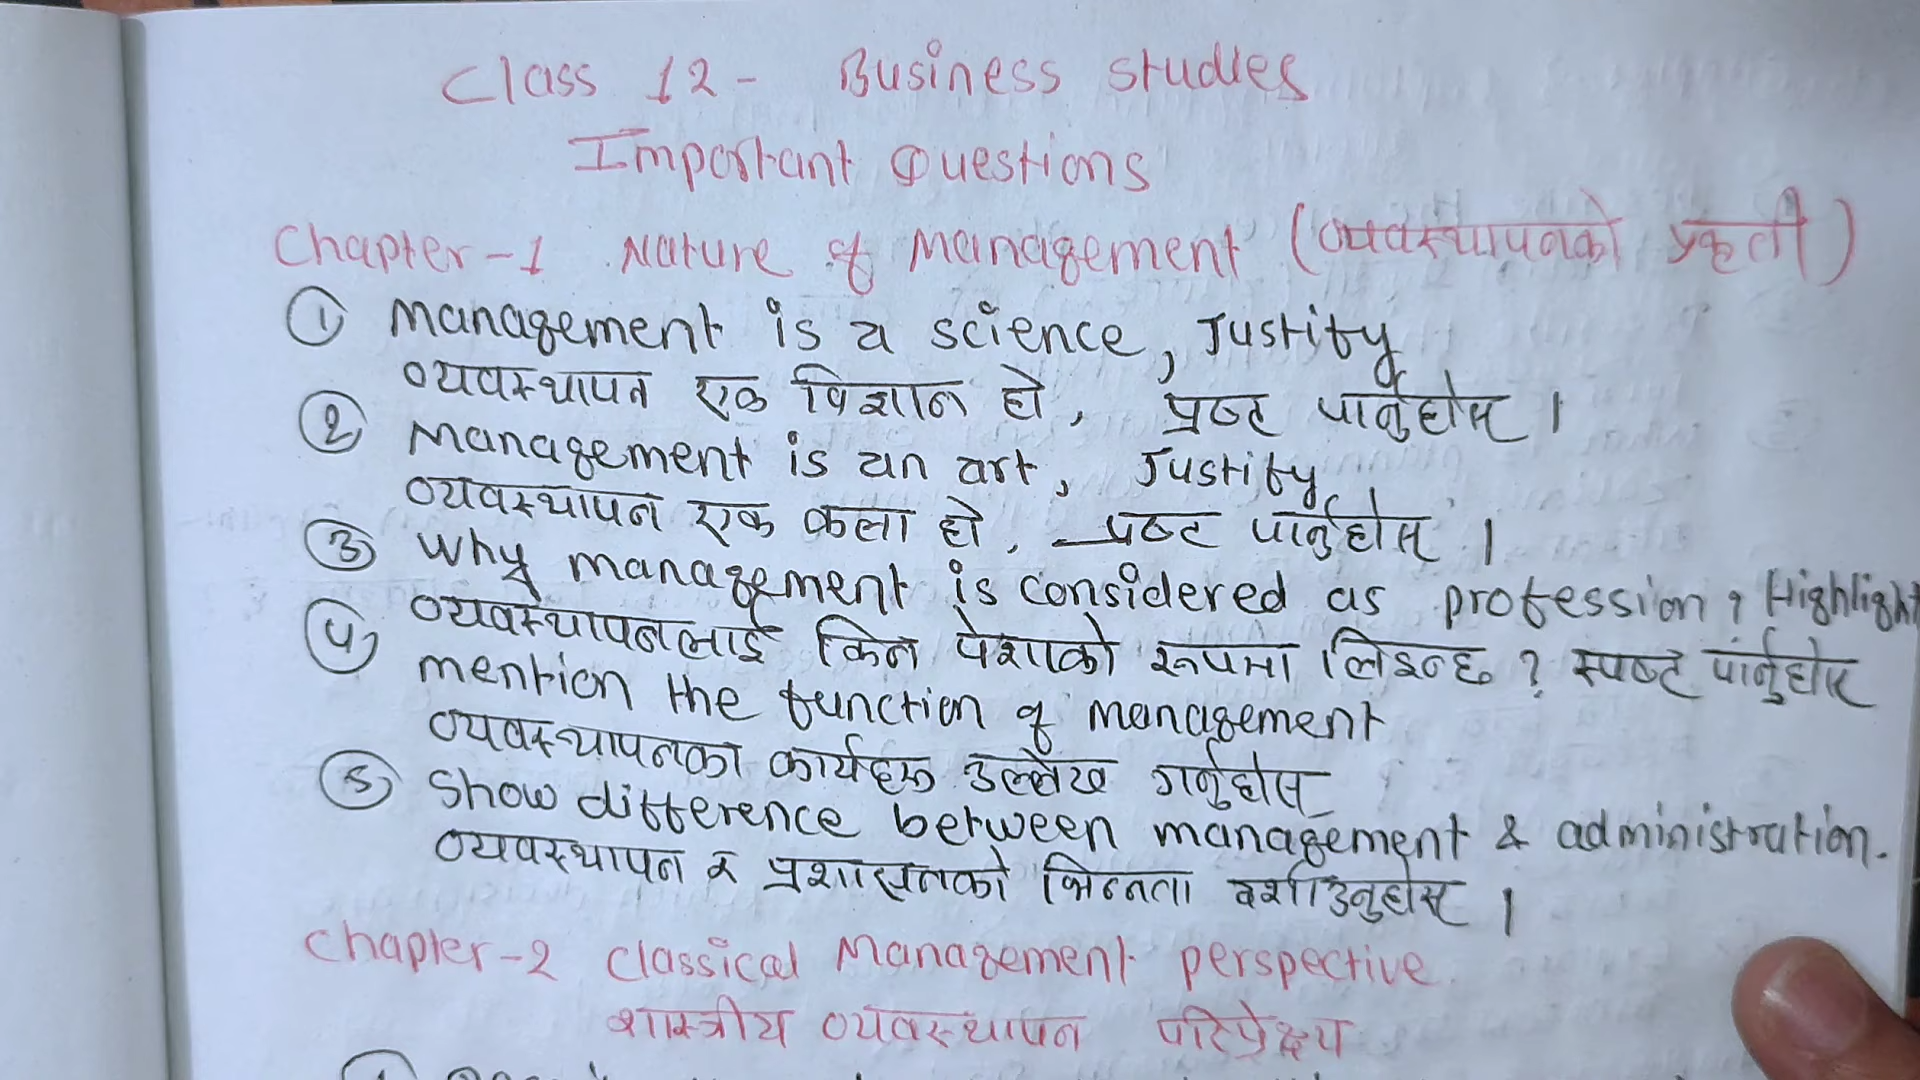 Class 12 - Business studies
Important Questions
Chapter-1 Nature of Management (व्यवस्थापनको प्रकृती)
① Management is a science, Justify
व्यवस्थापन एक विज्ञान हो, प्रष्ट पार्नुहोस् ।
② Management is an art, Justify
व्यवस्थापन एक कला हो, प्रष्ट पार्नुहोस् ।
③ Why management is considered as profession? Highlight
व्यवस्थापनलाई किन पेशाको रूपमा लिइन्छ ? स्पष्ट पार्नुहोस्
④ mention the function of management
व्यवस्थापनका कार्यहरू उल्लेख गर्नुहोस्
⑤ Show difference between management & administration.
व्यवस्थापन र प्रशासनको भिन्नता दर्शाउनुहोस् ।
Chapter-2 Classical Management perspective.
शास्त्रीय व्यवस्थापन परिप्रेक्ष्य